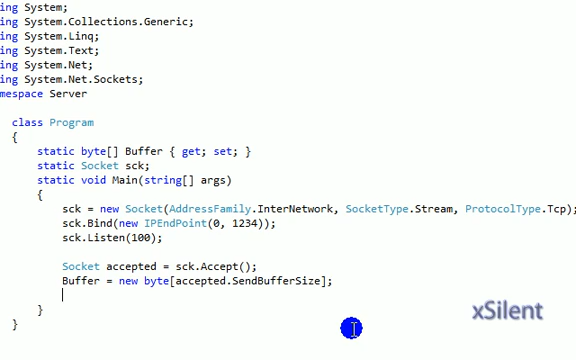 ing System;
ing System.Collections.Generic;
ing System.Linq;
ing System.Text;
ing System.Net;
ing System.Net.Sockets;
mespace Server
class Program
{
static byte[] Buffer { get; set; }
static Socket sck;
static void Main(string[] args)
{
sck = new Socket(AddressFamily.InterNetwork, SocketType.Stream, ProtocolType.Tcp);
sck.Bind(new IPEndPoint(0, 1234));
sck.Listen(100);
Socket accepted = sck.Accept();
Buffer = new byte[accepted.SendBufferSize];
}
}
xSilent